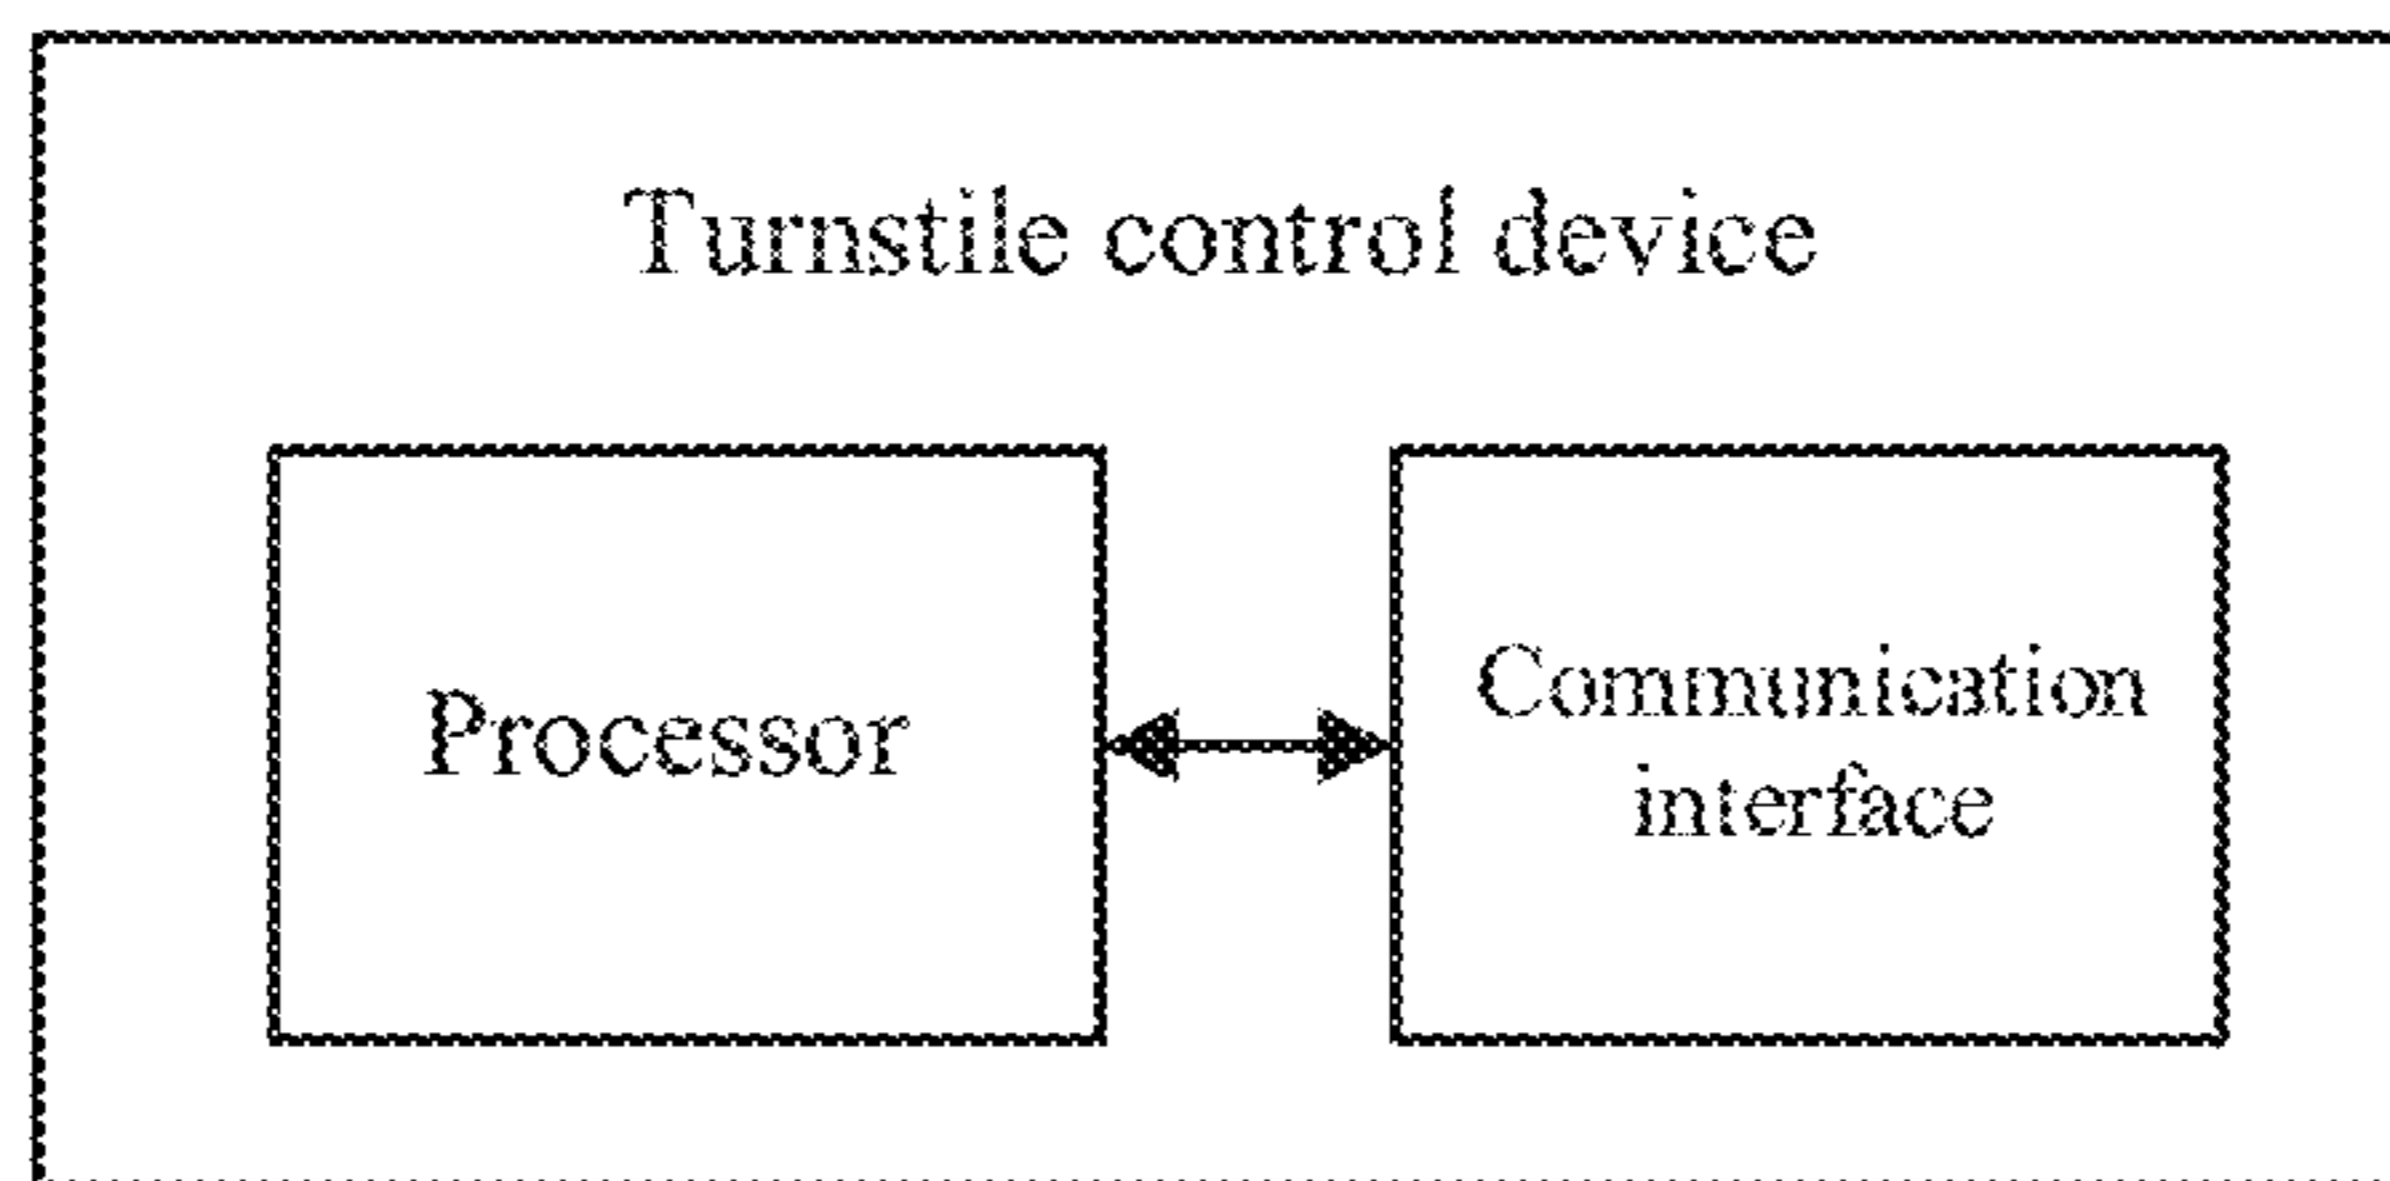 Turnstile control device
Processor
Communication
interface